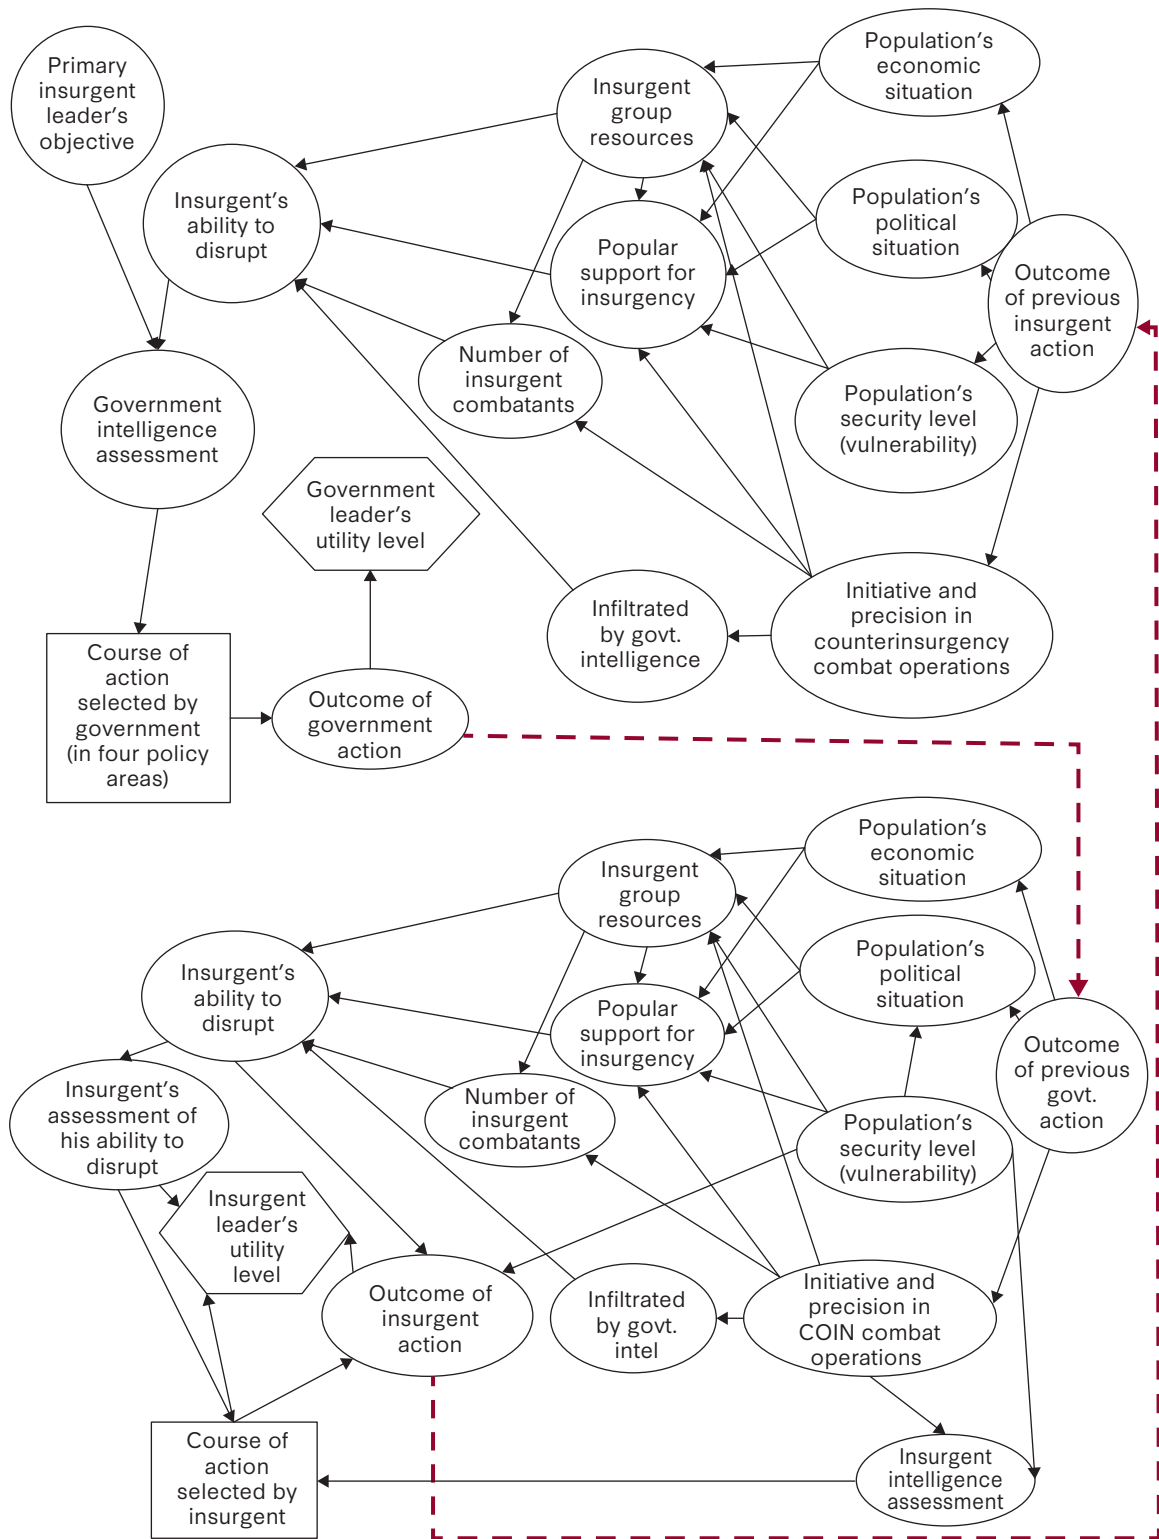 Primary
insurgent
leader's
objective
Population's
economic
situation
Insurgent
group
resources
Insurgent's
ability to
disrupt
Population's
political
situation
Popular
support for
insurgency
Outcome
of previous
insurgent
action
Number of
insurgent
combatants
Population's
security level
(vulnerability)
Government
intelligence
assessment
Government
leader's
utility level
Initiative and
precision in
counterinsurgency
combat operations
Infiltrated
by govt.
intelligence
Course of
action
selected by
government
(in four policy
areas)
Outcome of
government
action
Population's
economic
situation
Insurgent
group
resources
Insurgent's
ability to
disrupt
Population's
political
situation
Popular
support for
insurgency
Outcome
of previous
govt.
action
Insurgent's
assessment of
his ability to
disrupt
Number of
insurgent
combatants
Population's
security level
(vulnerability)
Insurgent
leader's
utility
level
Outcome of
insurgent
action
Infiltrated
by govt.
intel
Initiative and
precision in
COIN combat
operations
Course of
action
selected by
insurgent
Insurgent
intelligence
assessment